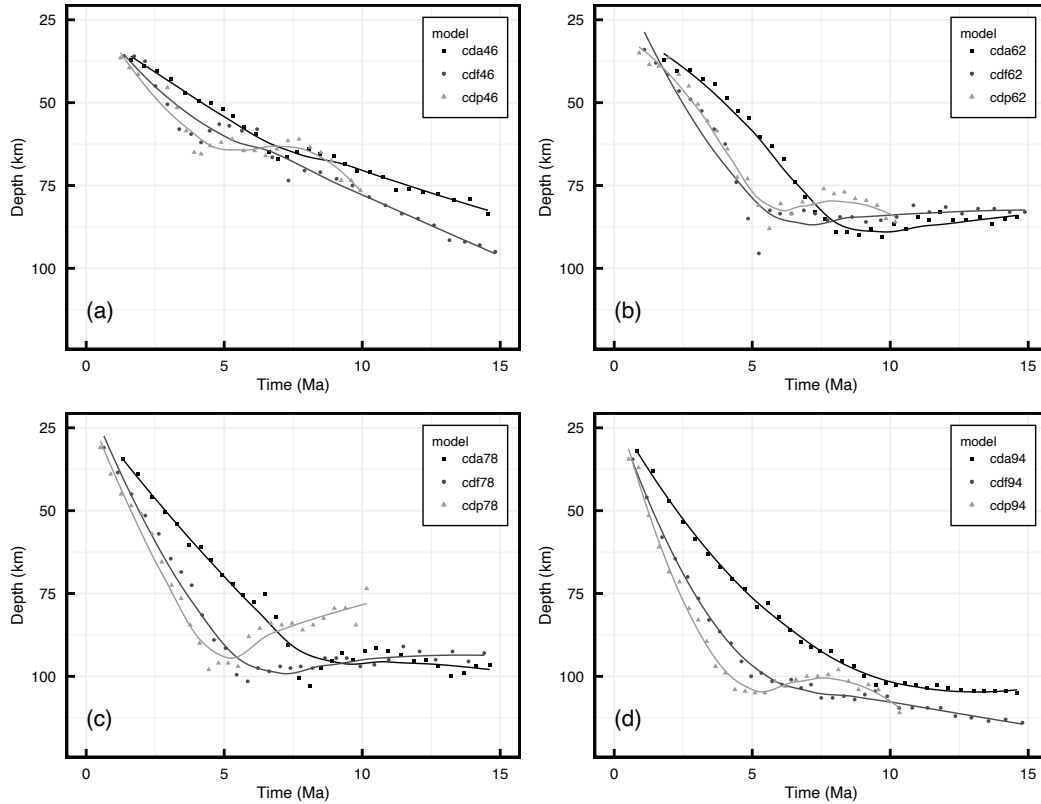 25
50
75
100
Depth (km)
model
cda46
cdf46
cdp46
(a)
0 5 10 15
Time (Ma)
25
50
75
100
Depth (km)
model
cda62
cdf62
cdp62
(b)
0 5 10 15
Time (Ma)
25
50
75
100
Depth (km)
model
cda78
cdf78
cdp78
(c)
0 5 10 15
Time (Ma)
25
50
75
100
Depth (km)
model
cda94
cdf94
cdp94
(d)
0 5 10 15
Time (Ma)